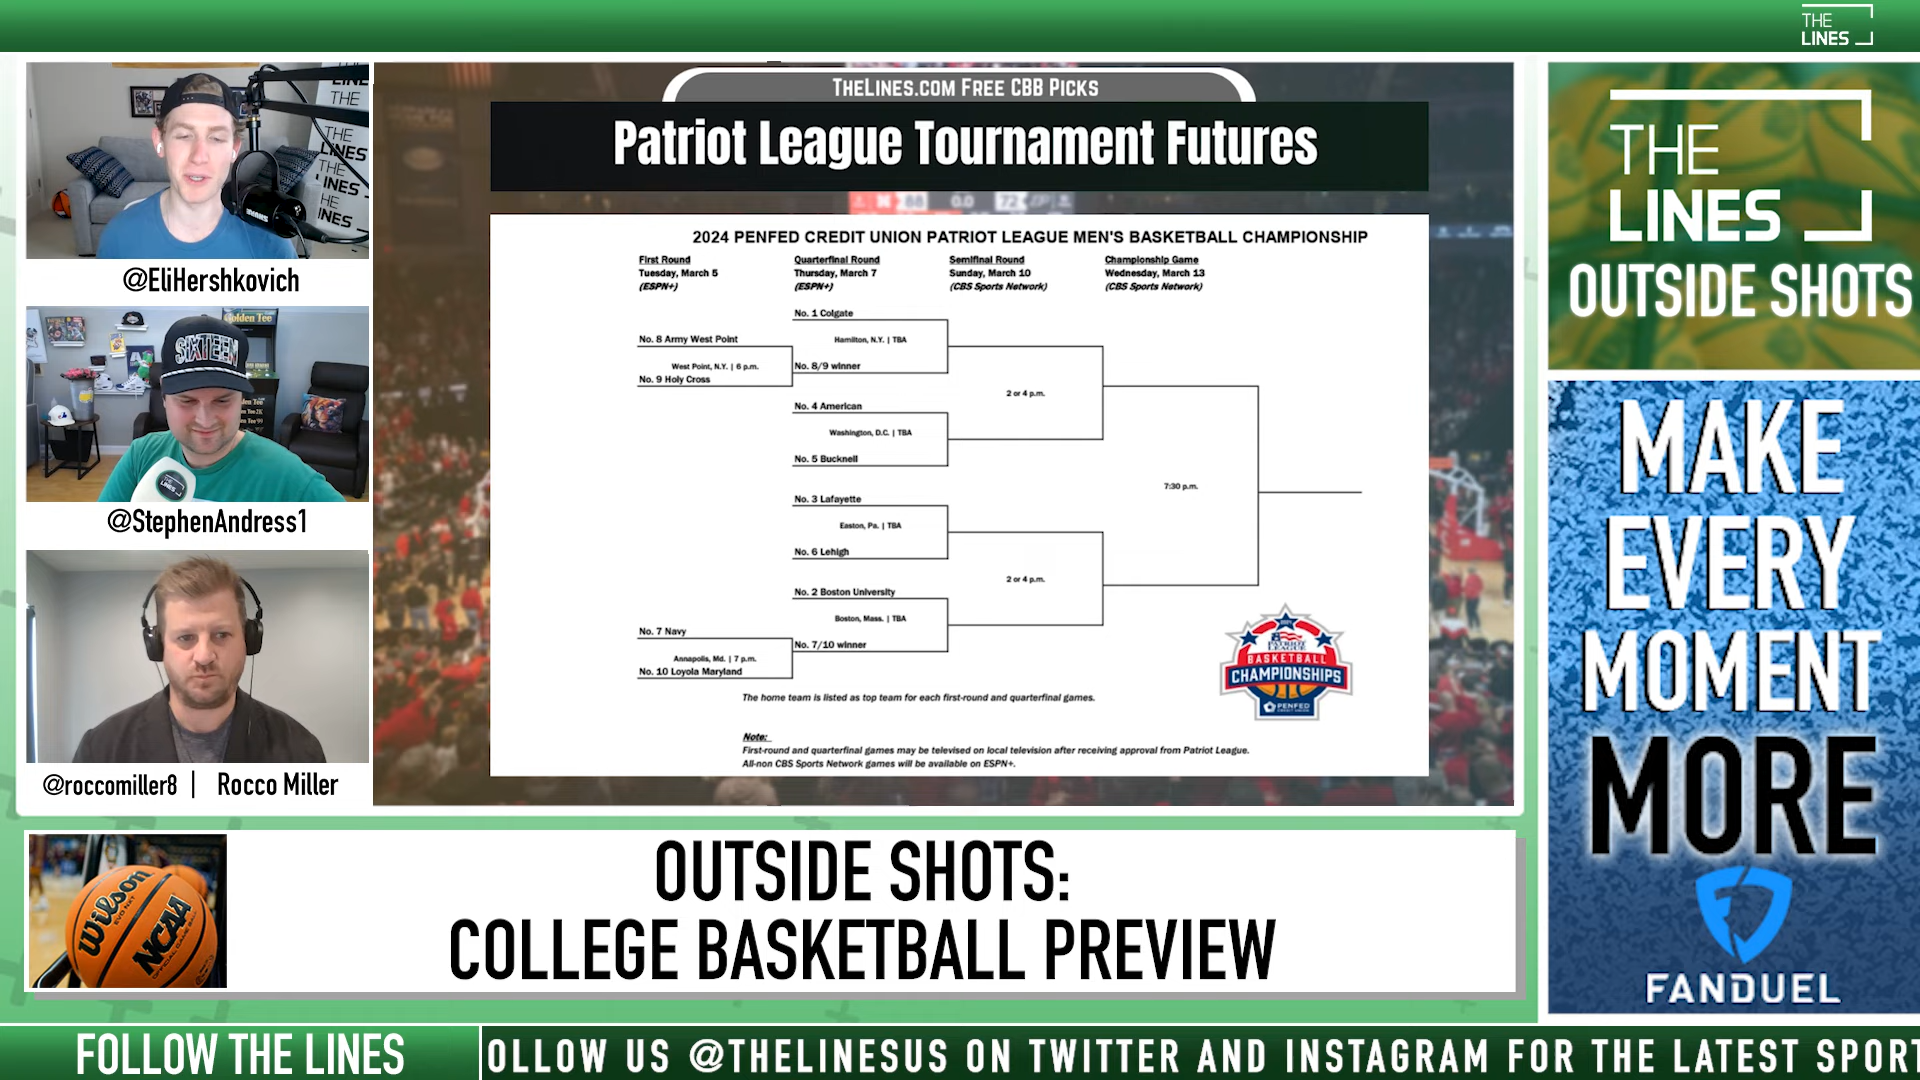 THE
LINES
@EliHershkovich
Golden Tee
SIXTEEN
@StephenAndress1
@roccomiller8 | Rocco Miller
TheLines.com Free CBB Picks
Patriot League Tournament Futures
2024 PENFED CREDIT UNION PATRIOT LEAGUE MEN'S BASKETBALL CHAMPIONSHIP
First Round
Tuesday, March 5
(ESPN+)
Quarterfinal Round
Thursday, March 7
(ESPN+)
Semifinal Round
Sunday, March 10
(CBS Sports Network)
Championship Game
Wednesday, March 13
(CBS Sports Network)
No. 1 Colgate
No. 8 Army West Point
Hamilton, N.Y. | TBA
West Point, N.Y. | 6 p.m.
No. 8/9 winner
No. 9 Holy Cross
2 or 4 p.m.
No. 4 American
Washington, D.C. | TBA
No. 5 Bucknell
7:30 p.m.
No. 3 Lafayette
Easton, Pa. | TBA
No. 6 Lehigh
2 or 4 p.m.
No. 2 Boston University
Boston, Mass. | TBA
No. 7 Navy
No. 7/10 winner
Annapolis, Md. | 7 p.m.
No. 10 Loyola Maryland
PATRIOT
LEAGUE
BASKETBALL
CHAMPIONSHIPS
PENFED
The home team is listed as top team for each first-round and quarterfinal games.
Note:
First-round and quarterfinal games may be televised on local television after receiving approval from Patriot League.
All-non CBS Sports Network games will be available on ESPN+.
THE
LINES
OUTSIDE SHOTS
MAKE
EVERY
MOMENT
MORE
FANDUEL
Wilson
NCAA
OUTSIDE SHOTS:
COLLEGE BASKETBALL PREVIEW
FOLLOW THE LINES
OLLOW US @THELINESUS ON TWITTER AND INSTAGRAM FOR THE LATEST SPORT